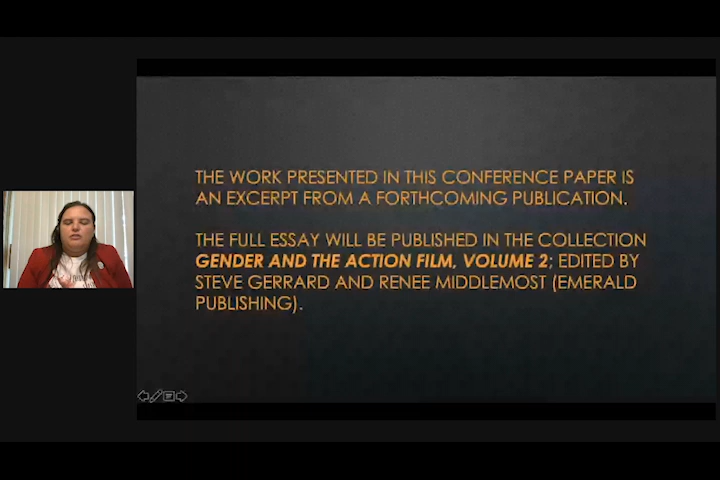 THE WORK PRESENTED IN THIS CONFERENCE PAPER IS
AN EXCERPT FROM A FORTHCOMING PUBLICATION.
THE FULL ESSAY WILL BE PUBLISHED IN THE COLLECTION
GENDER AND THE ACTION FILM, VOLUME 2; EDITED BY
STEVE GERRARD AND RENEE MIDDLEMOST (EMERALD
PUBLISHING).